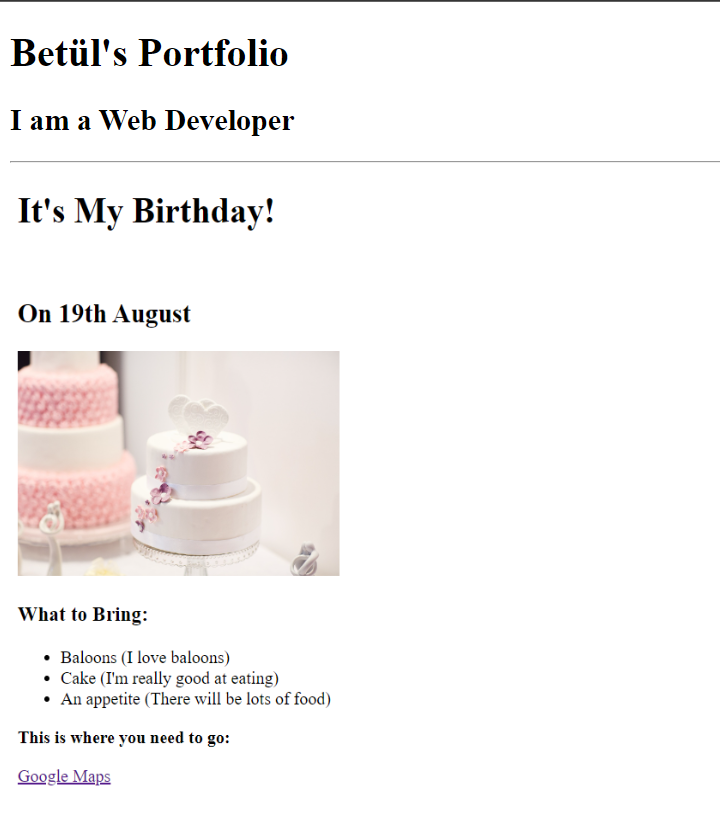 Betül's Portfolio
I am a Web Developer
It's My Birthday!
On 19th August
What to Bring:
Baloons (I love baloons)
Cake (I'm really good at eating)
An appetite (There will be lots of food)
This is where you need to go:
Google Maps